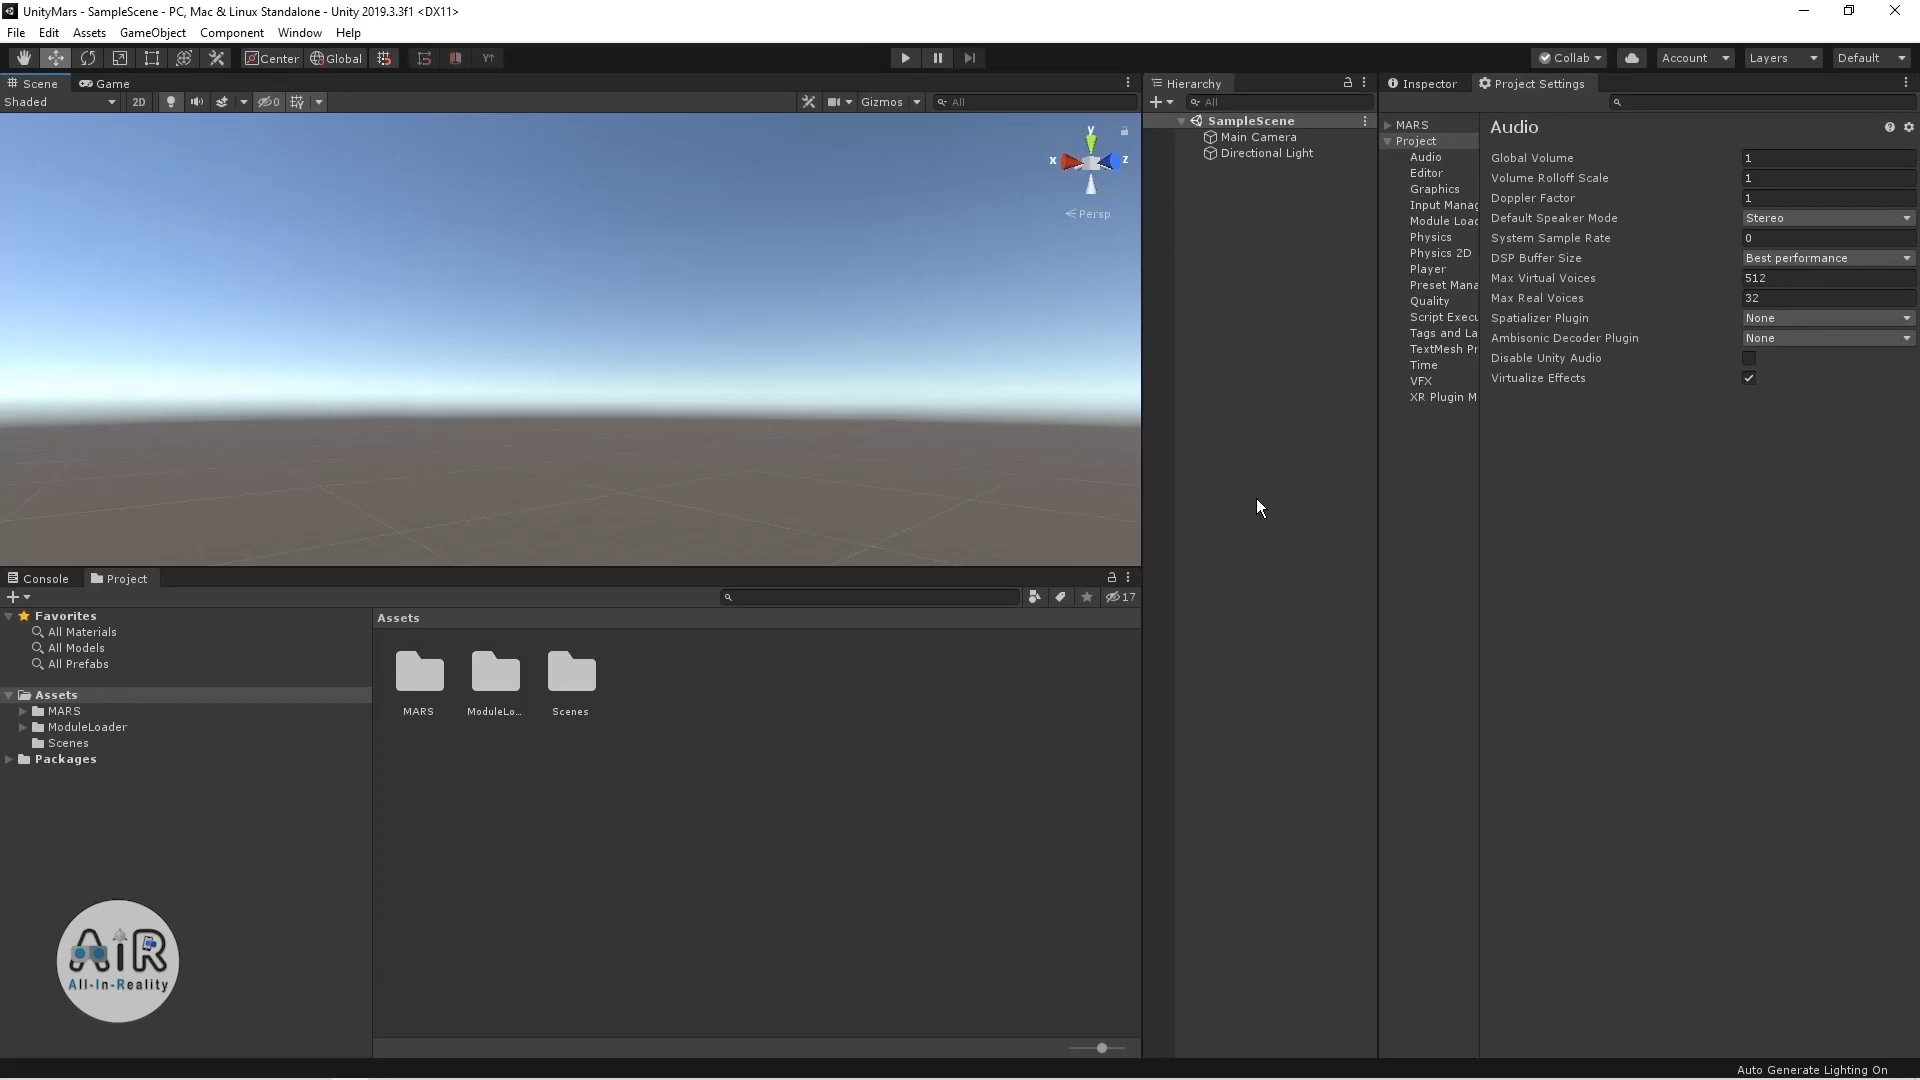 UnityMars - SampleScene - PC, Mac & Linux Standalone - Unity 2019.3.3f1 <DX11>
File Edit Assets GameObject Component Window Help
Center Global
Collab Account Layers Default
Scene Game
Shaded 2D 0 Gizmos All
y
x z
Persp
Hierarchy
All
SampleScene
Main Camera
Directional Light
Inspector Project Settings
MARS
Project
Audio
Editor
Graphics
Input Manag
Module Load
Physics
Physics 2D
Player
Preset Mana
Quality
Script Execu
Tags and La
TextMesh Pr
Time
VFX
XR Plugin M
Audio
Global Volume 1
Volume Rolloff Scale 1
Doppler Factor 1
Default Speaker Mode Stereo
System Sample Rate 0
DSP Buffer Size Best performance
Max Virtual Voices 512
Max Real Voices 32
Spatializer Plugin None
Ambisonic Decoder Plugin None
Disable Unity Audio
Virtualize Effects
Console Project
17
Favorites
All Materials
All Models
All Prefabs
Assets
MARS
ModuleLoader
Scenes
Packages
Assets
MARS ModuleLo... Scenes
AiR
All-In-Reality
Auto Generate Lighting On